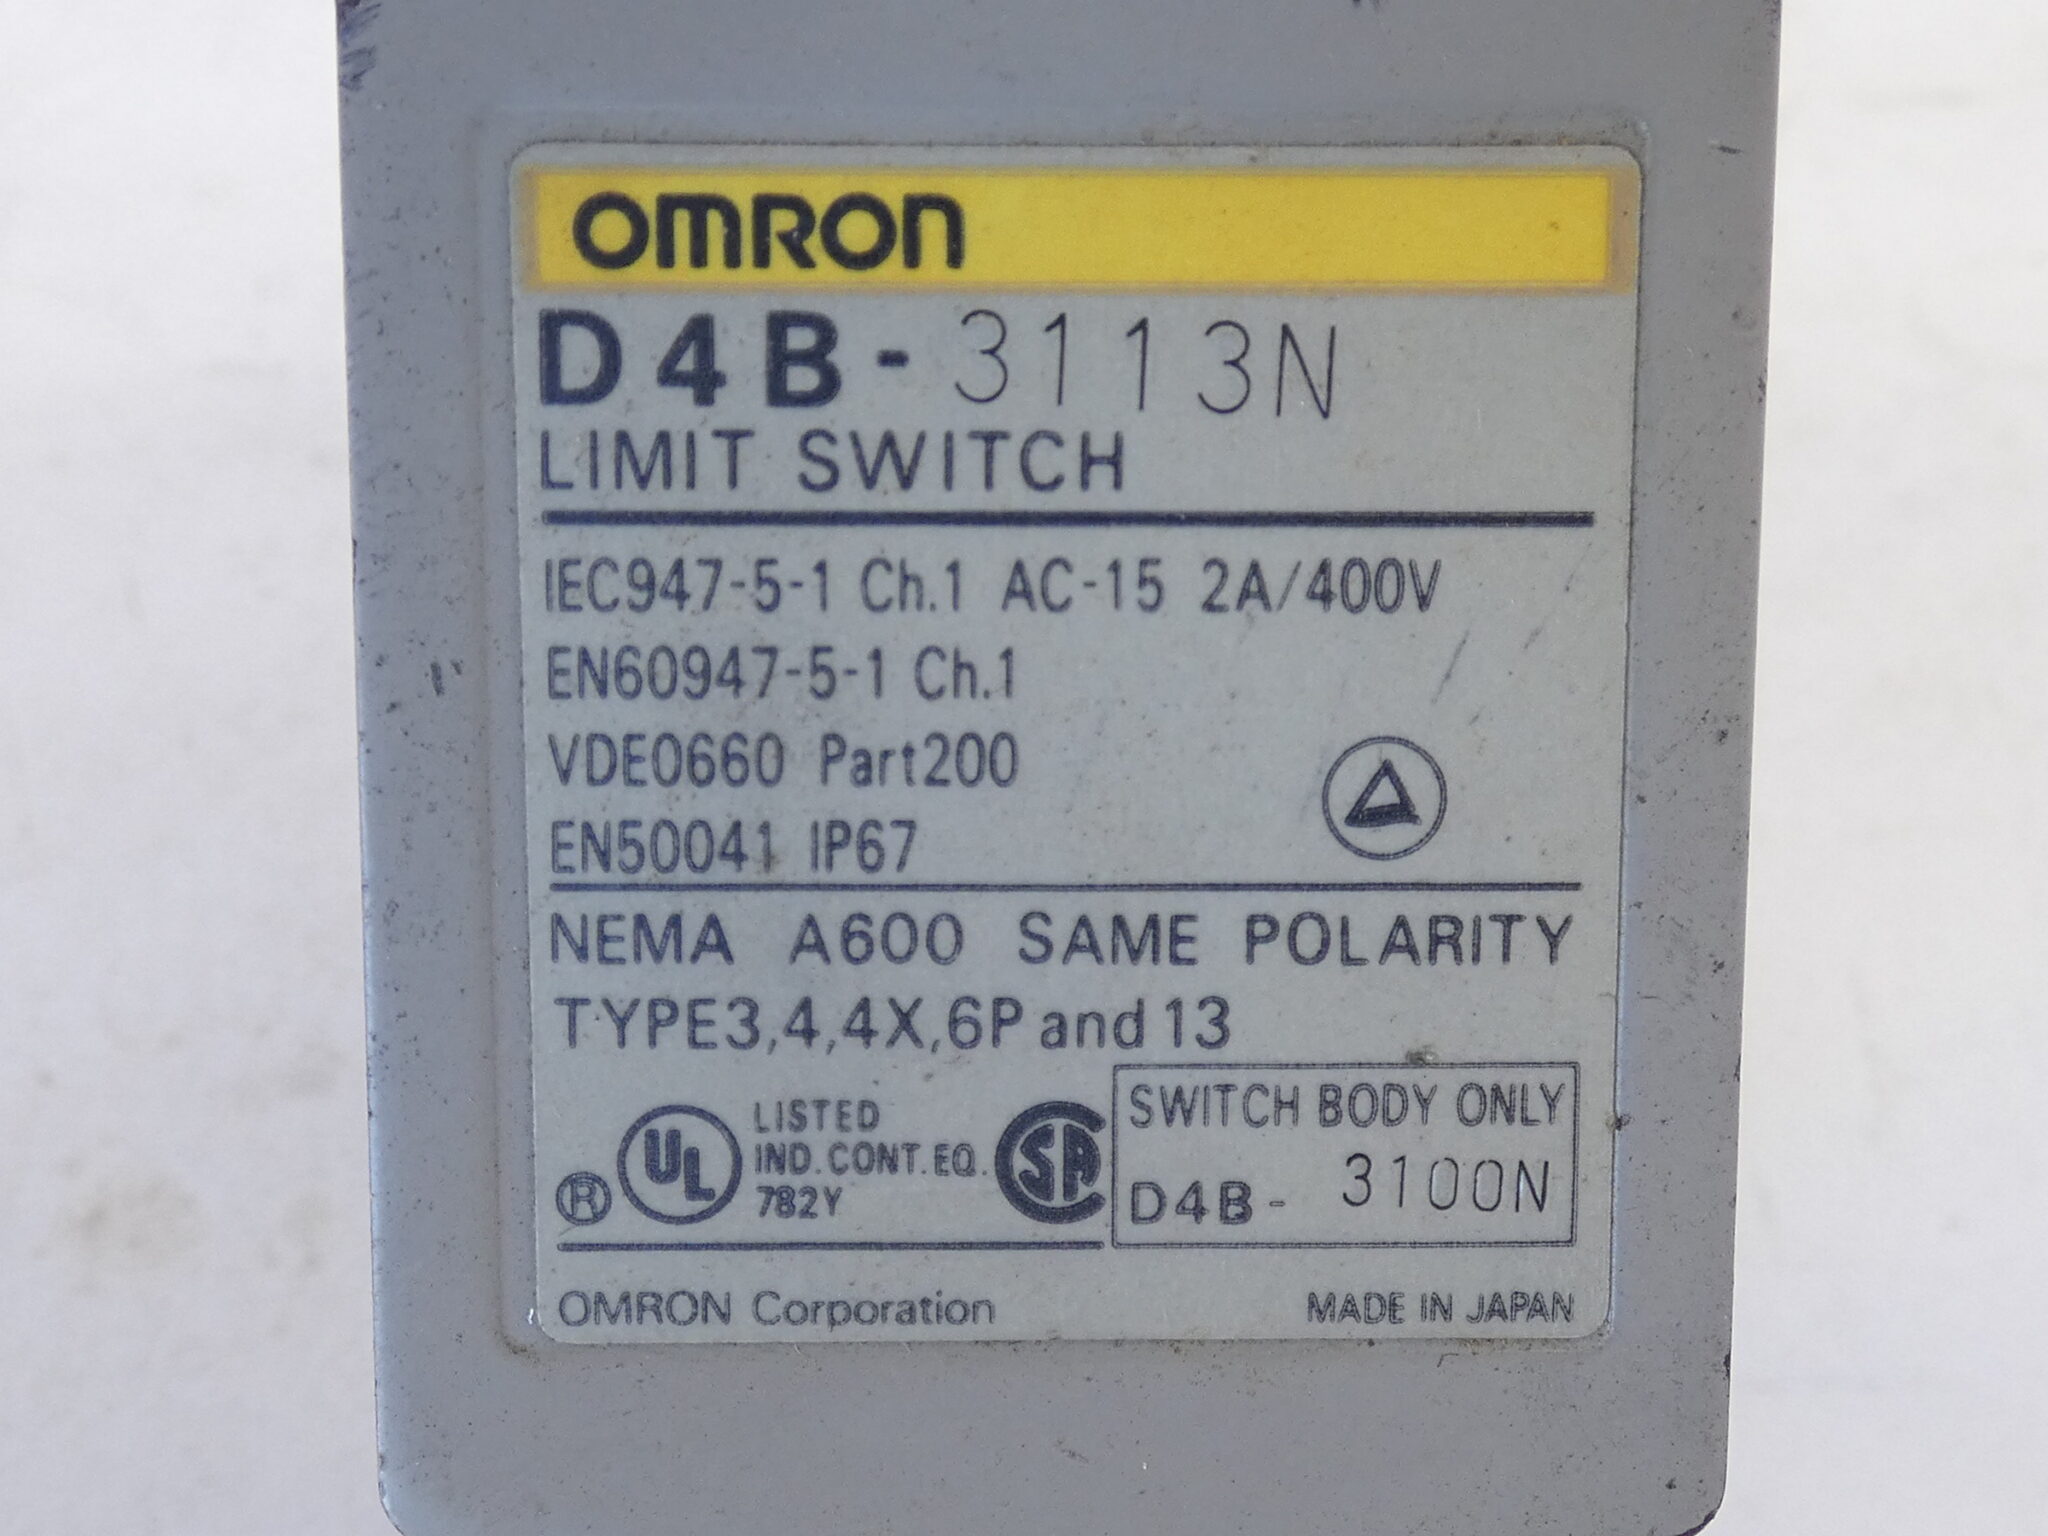 OMRON
D4B-3113N
LIMIT SWITCH
IEC947-5-1 Ch.1 AC-15 2A/400V
EN60947-5-1 Ch.1
VDE0660 Part200
EN50041 IP67
NEMA A600 SAME POLARITY
TYPE3,4,4X,6P and 13
® UL LISTED
IND. CONT. EQ.
782Y
SA
SWITCH BODY ONLY
D4B- 3100N
OMRON Corporation
MADE IN JAPAN